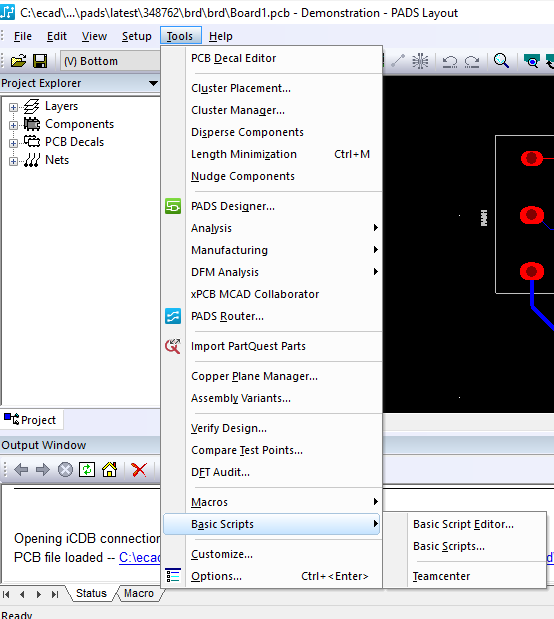 C:\ecad\...\pads\latest\348762\brd\brd\Board1.pcb - Demonstration - PADS Layout
File Edit View Setup Tools Help
(V) Bottom
Project Explorer
Layers
Components
PCB Decals
Nets
Project
PCB Decal Editor
Cluster Placement...
Cluster Manager...
Disperse Components
Length Minimization Ctrl+M
Nudge Components
PADS Designer...
Analysis
Manufacturing
DFM Analysis
xPCB MCAD Collaborator
PADS Router...
Import PartQuest Parts
Copper Plane Manager...
Assembly Variants...
Verify Design...
Compare Test Points...
DFT Audit...
Macros
Basic Scripts
Customize...
Options... Ctrl+<Enter>
Basic Script Editor...
Basic Scripts...
Teamcenter
Output Window
Opening iCDB connection
PCB file loaded -- C:\ecad
Status Macro
Ready